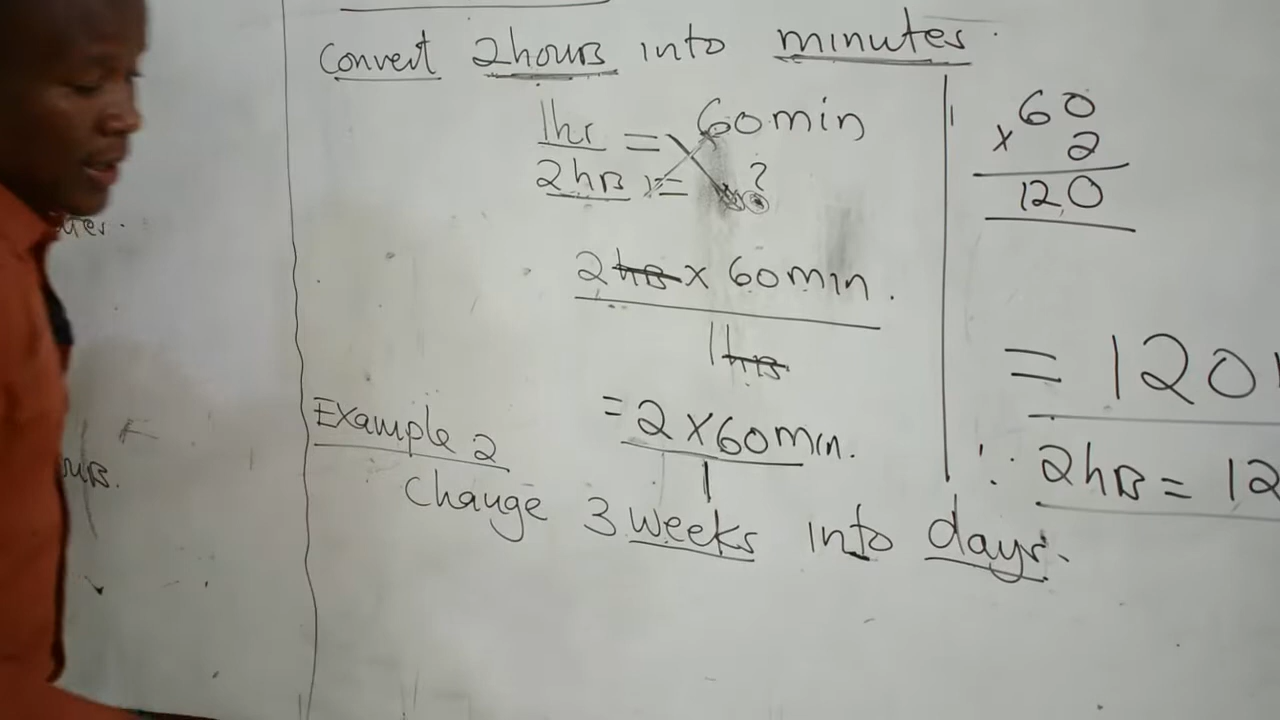 Convert 2hours into minutes.
1hr = 60min
2hrs = ?
2hrs x 60min.
1hrs
= 2 x 60min.
1
60
x 2
120
= 120
∴ 2hrs = 12
Example 2
Change 3 weeks into days.